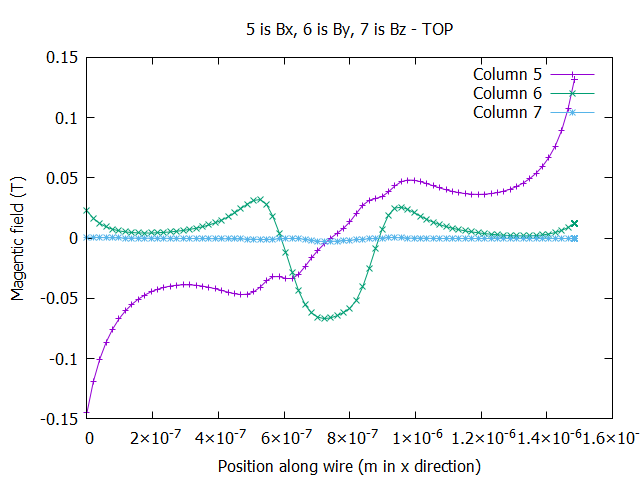 5 is Bx, 6 is By, 7 is Bz - TOP
0.15
0.1
0.05
0
-0.05
-0.1
-0.15
Magentic field (T)
Column 5
Column 6
Column 7
0 2×10⁻⁷ 4×10⁻⁷ 6×10⁻⁷ 8×10⁻⁷ 1×10⁻⁶ 1.2×10⁻⁶ 1.4×10⁻⁶ 1.6×10
Position along wire (m in x direction)